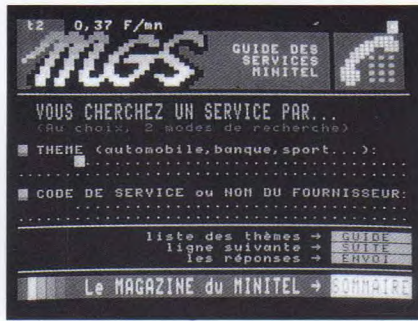 t2 0,37 F/mn
MGS
GUIDE DES
SERVICES
MINITEL
VOUS CHERCHEZ UN SERVICE PAR...
(Au choix, 2 modes de recherche)
THEME (automobile,banque,sport...):
CODE DE SERVICE ou NOM DU FOURNISSEUR:
liste des thèmes → GUIDE
ligne suivante → SUITE
les réponses → ENVOI
Le MAGAZINE du MINITEL → SOMMAIRE